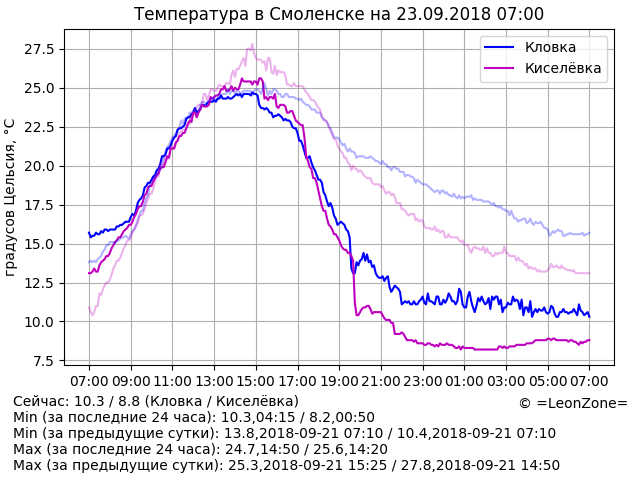 Температура в Смоленске на 23.09.2018 07:00
градусов Цельсия, °C
27.5
25.0
22.5
20.0
17.5
15.0
12.5
10.0
7.5
Кловка
Киселёвка
07:00 09:00 11:00 13:00 15:00 17:00 19:00 21:00 23:00 01:00 03:00 05:00 07:00
Сейчас: 10.3 / 8.8 (Кловка / Киселёвка)
© =LeonZone=
Min (за последние 24 часа): 10.3,04:15 / 8.2,00:50
Min (за предыдущие сутки): 13.8,2018-09-21 07:10 / 10.4,2018-09-21 07:10
Max (за последние 24 часа): 24.7,14:50 / 25.6,14:20
Max (за предыдущие сутки): 25.3,2018-09-21 15:25 / 27.8,2018-09-21 14:50